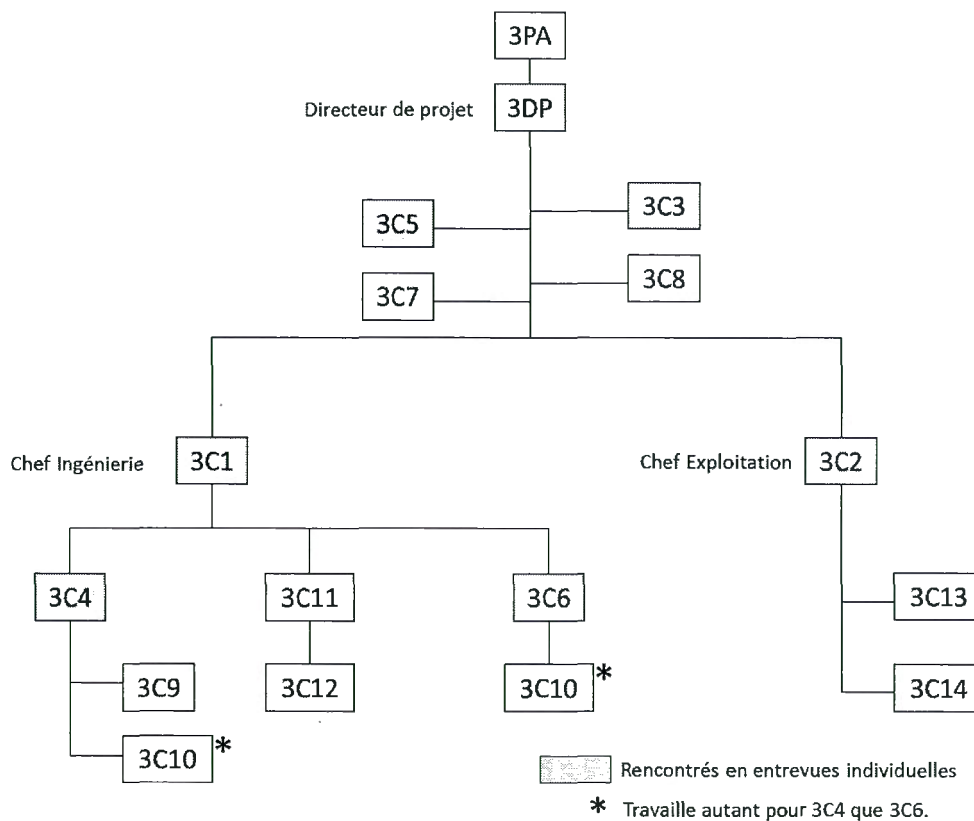 3PA
Directeur de projet 3DP
3C3
3C5
3C8
3C7
Chef Ingénierie 3C1 Chef Exploitation 3C2
3C4 3C11 3C6 3C13
3C9 3C12 3C10* 3C14
3C10*
Rencontrés en entrevues individuelles
* Travaille autant pour 3C4 que 3C6.